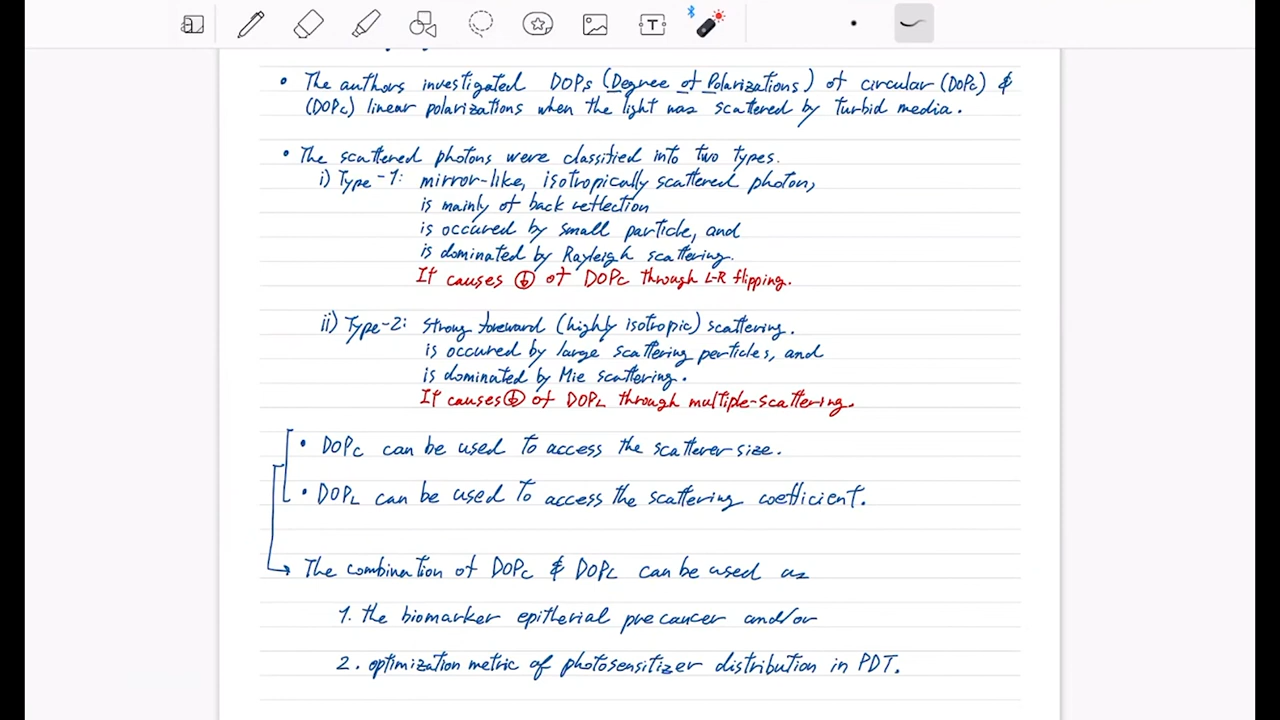 • The authors investigated DOPs (Degree of Polarizations) of circular (DOPc) &
(DOPL) linear polarizations when the light was scattered by turbid media.
• The scattered photons were classified into two types.
i) Type-1: mirror-like, isotropically scattered photon,
is mainly of back reflection
is occured by small particle, and
is dominated by Rayleigh scattering.
It causes ↓ of DOPc through L-R flipping.
ii) Type-2: strong foreward (highly isotropic) scattering.
is occured by large scattering perticles, and
is dominated by Mie scattering.
It causes ↓ of DOPL through multiple-scattering.
• DOPc can be used to access the scatterer size.
• DOPL can be used to access the scattering coefficient.
→ The combination of DOPc & DOPL can be used as
1. the biomarker epitherial precancer and/or
2. optimization metric of photosensitizer distribution in PDT.